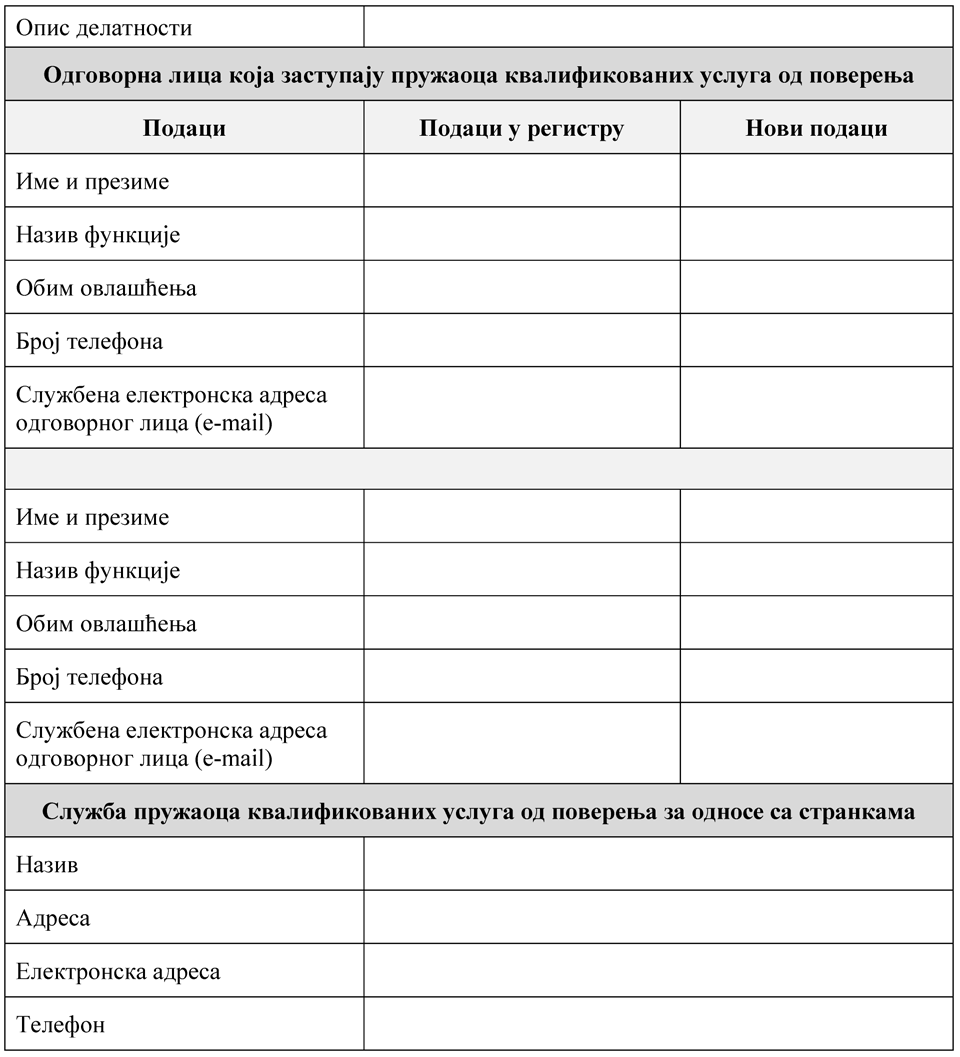 Опис делатности
Одговорна лица која заступају пружаоца квалификованих услуга од поверења
Подаци Подаци у регистру Нови подаци
Име и презиме
Назив функције
Обим овлашћења
Број телефона
Службена електронска адреса
одговорног лица (e-mail)
Име и презиме
Назив функције
Обим овлашћења
Број телефона
Службена електронска адреса
одговорног лица (e-mail)
Служба пружаоца квалификованих услуга од поверења за односе са странкама
Назив
Адреса
Електронска адреса
Телефон